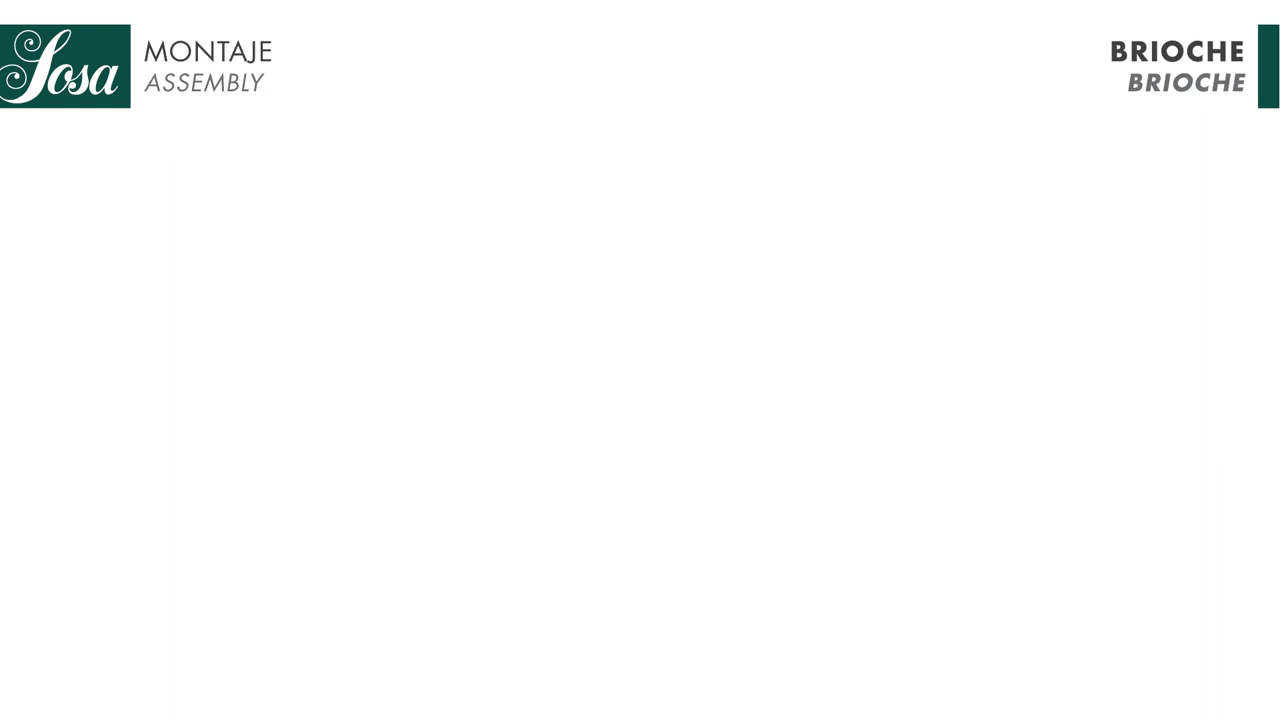 Sosa
MONTAJE
ASSEMBLY
BRIOCHE
BRIOCHE